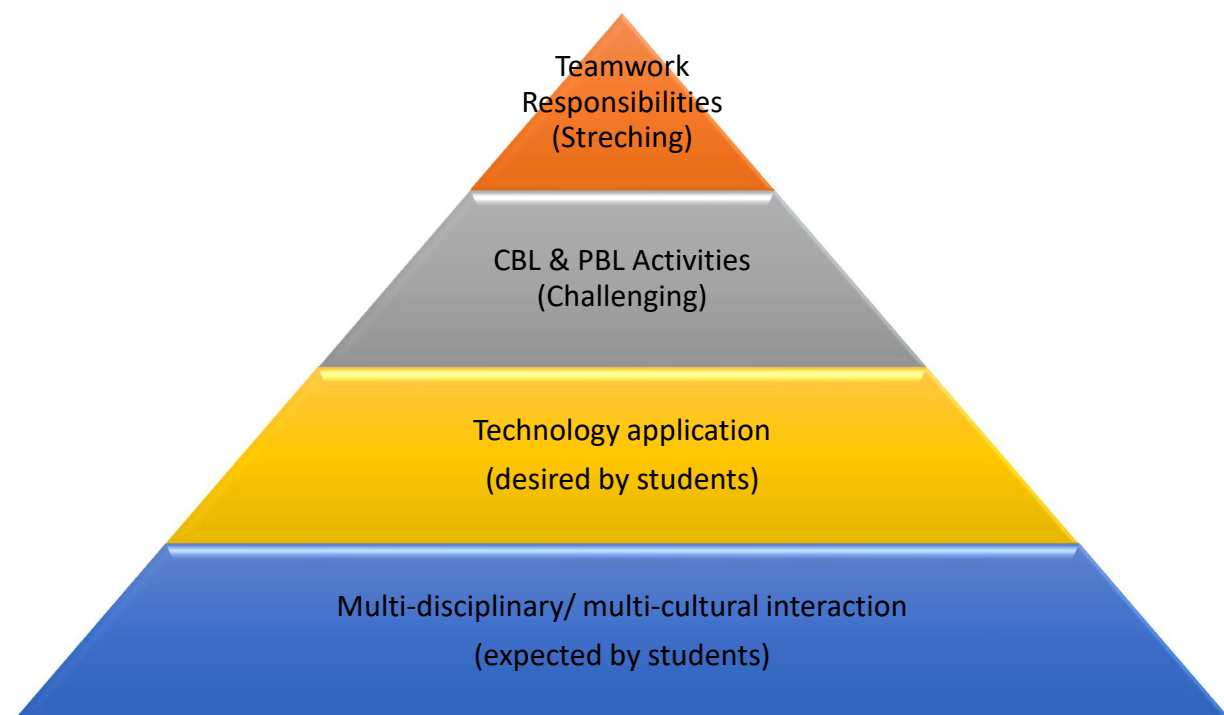 Teamwork
Responsibilities
(Streching)
CBL & PBL Activities
(Challenging)
Technology application
(desired by students)
Multi-disciplinary/ multi-cultural interaction
(expected by students)